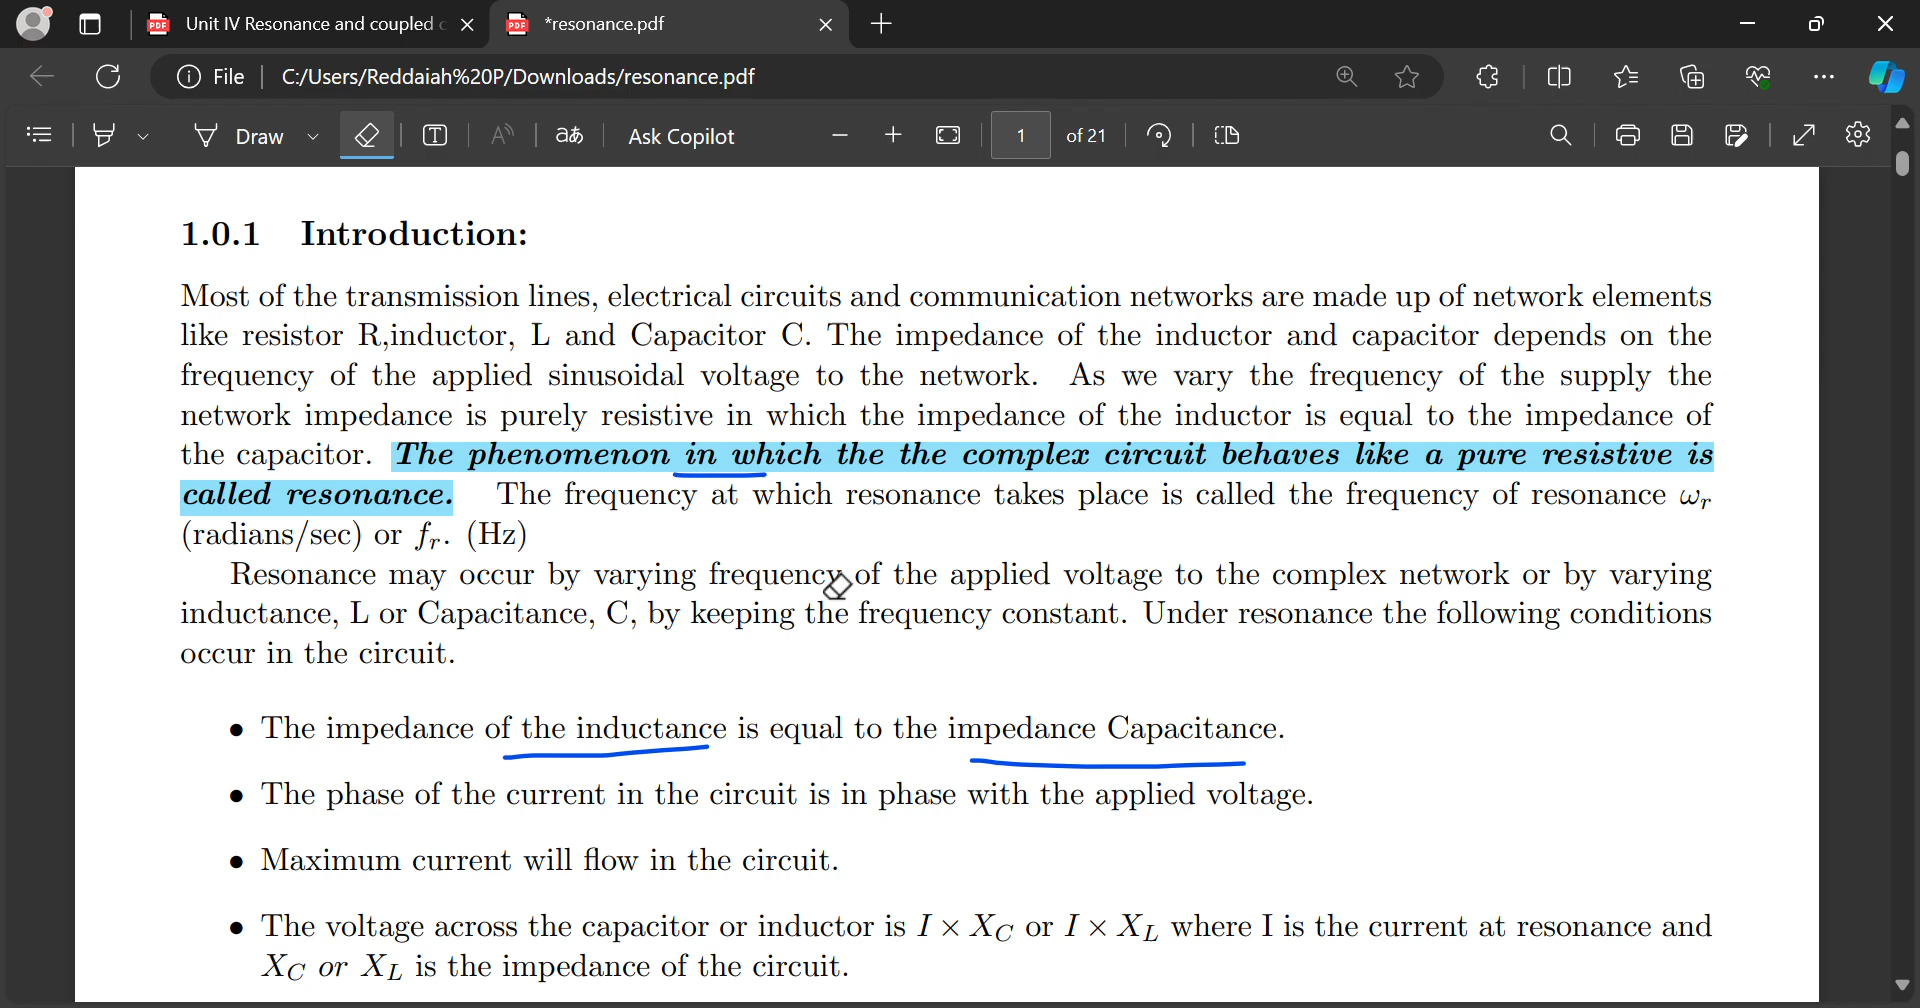 Unit IV Resonance and coupled c
*resonance.pdf
File
C:/Users/Reddaiah%20P/Downloads/resonance.pdf
Draw
aあ
Ask Copilot
1
of 21
1.0.1 Introduction:
Most of the transmission lines, electrical circuits and communication networks are made up of network elements
like resistor R,inductor, L and Capacitor C. The impedance of the inductor and capacitor depends on the
frequency of the applied sinusoidal voltage to the network. As we vary the frequency of the supply the
network impedance is purely resistive in which the impedance of the inductor is equal to the impedance of
the capacitor. The phenomenon in which the the complex circuit behaves like a pure resistive is
called resonance. The frequency at which resonance takes place is called the frequency of resonance ωr
(radians/sec) or fr. (Hz)
Resonance may occur by varying frequency of the applied voltage to the complex network or by varying
inductance, L or Capacitance, C, by keeping the frequency constant. Under resonance the following conditions
occur in the circuit.
• The impedance of the inductance is equal to the impedance Capacitance.
• The phase of the current in the circuit is in phase with the applied voltage.
• Maximum current will flow in the circuit.
• The voltage across the capacitor or inductor is I × XC or I × XL where I is the current at resonance and
XC or XL is the impedance of the circuit.